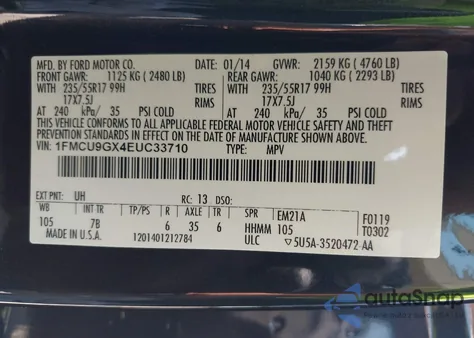 MFD. BY FORD MOTOR CO. 01/14 GVWR: 2159 KG (4760 LB)
FRONT GAWR: 1125 KG (2480 LB) REAR GAWR: 1040 KG (2293 LB)
WITH 235/55R17 99H TIRES WITH 235/55R17 99H TIRES
17X7.5J RIMS 17X7.5J RIMS
AT 240 kPa/ 35 PSI COLD AT 240 kPa/ 35 PSI COLD
THIS VEHICLE CONFORMS TO ALL APPLICABLE FEDERAL MOTOR VEHICLE SAFETY
AND THEFT PREVENTION STANDARDS IN EFFECT ON THE DATE OF MANUFACTURE SHOWN ABOVE.
VIN: 1FMCU9GX4EUC33710 TYPE: MPV
EXT PNT: UH RC: 13 DSO:
WB INT TR TP/PS R AXLE TR SPR EM21A F0119
105 7B 6 35 6 HHMM 105 T0302
MADE IN U.S.A. 1201401212784 ULC 5U5A-3520472-AA
autoSnap